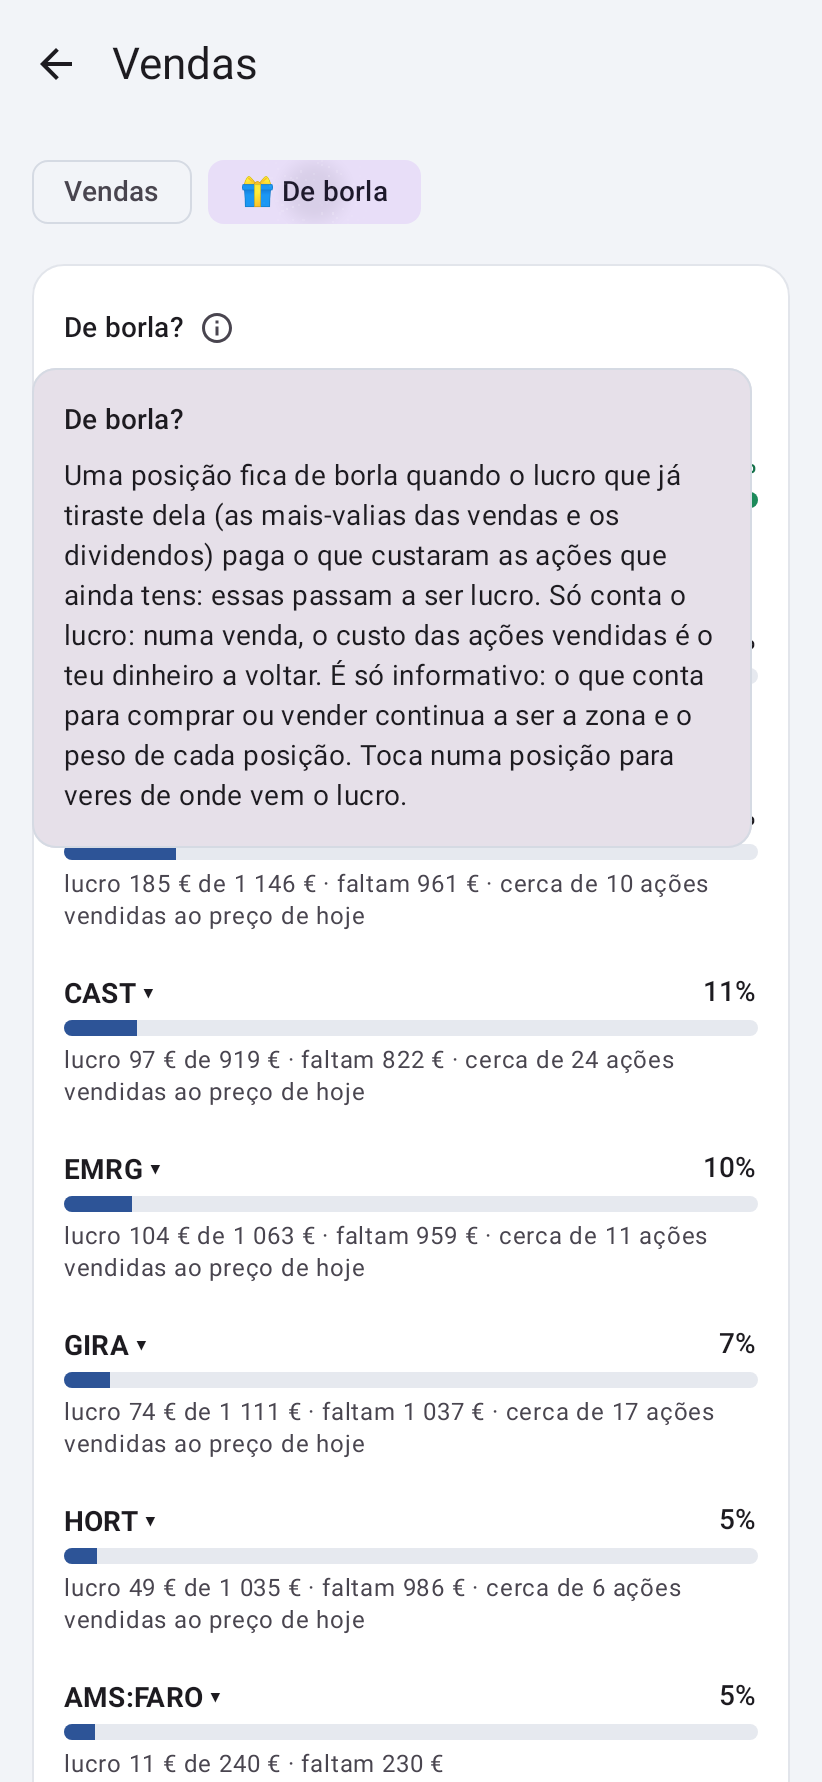 Vendas
Vendas
De borla
De borla?
De borla?
Uma posição fica de borla quando o lucro que já
tiraste dela (as mais-valias das vendas e os
dividendos) paga o que custaram as ações que
ainda tens: essas passam a ser lucro. Só conta o
lucro: numa venda, o custo das ações vendidas é o
teu dinheiro a voltar. É só informativo: o que conta
para comprar ou vender continua a ser a zona e o
peso de cada posição. Toca numa posição para
veres de onde vem o lucro.
lucro 185 € de 1 146 € · faltam 961 € · cerca de 10 ações
vendidas ao preço de hoje
CAST ▼ 11%
lucro 97 € de 919 € · faltam 822 € · cerca de 24 ações
vendidas ao preço de hoje
EMRG ▼ 10%
lucro 104 € de 1 063 € · faltam 959 € · cerca de 11 ações
vendidas ao preço de hoje
GIRA ▼ 7%
lucro 74 € de 1 111 € · faltam 1 037 € · cerca de 17 ações
vendidas ao preço de hoje
HORT ▼ 5%
lucro 49 € de 1 035 € · faltam 986 € · cerca de 6 ações
vendidas ao preço de hoje
AMS:FARO ▼ 5%
lucro 11 € de 240 € · faltam 230 €